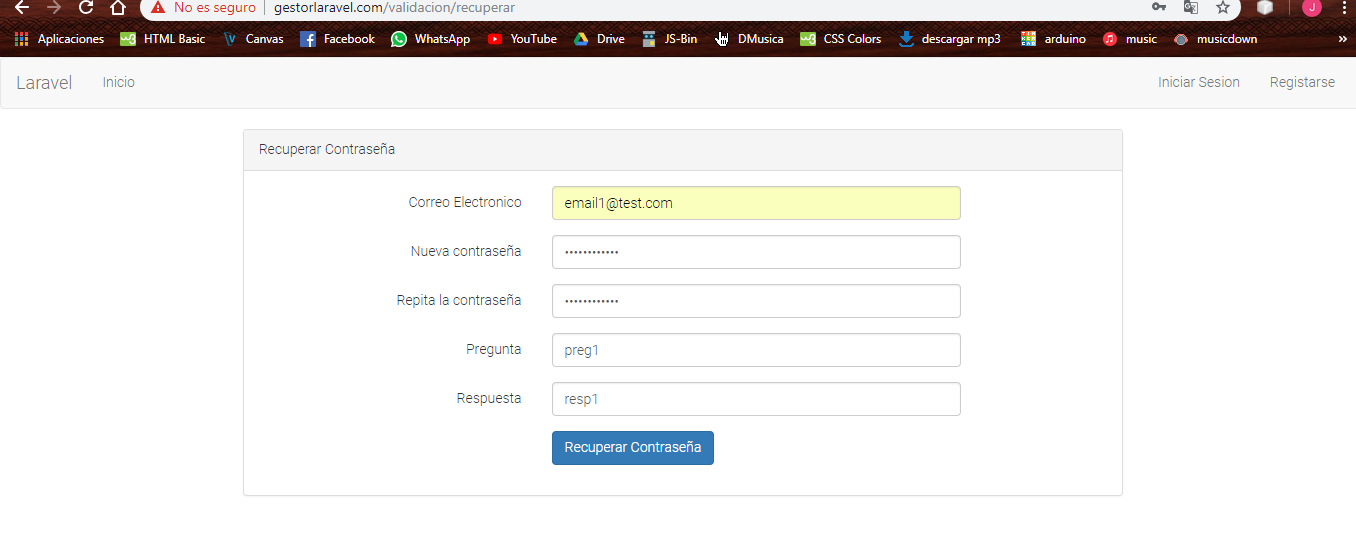 No es seguro | gestorlaravel.com/validacion/recuperar J
Aplicaciones HTML Basic Canvas Facebook WhatsApp YouTube Drive JS-Bin DMusica CSS Colors descargar mp3 arduino music musicdown »
Laravel Inicio Iniciar Sesion Registarse
Recuperar Contraseña
Correo Electronico email1@test.com
Nueva contraseña ••••••••••••
Repita la contraseña ••••••••••••
Pregunta preg1
Respuesta resp1
Recuperar Contraseña